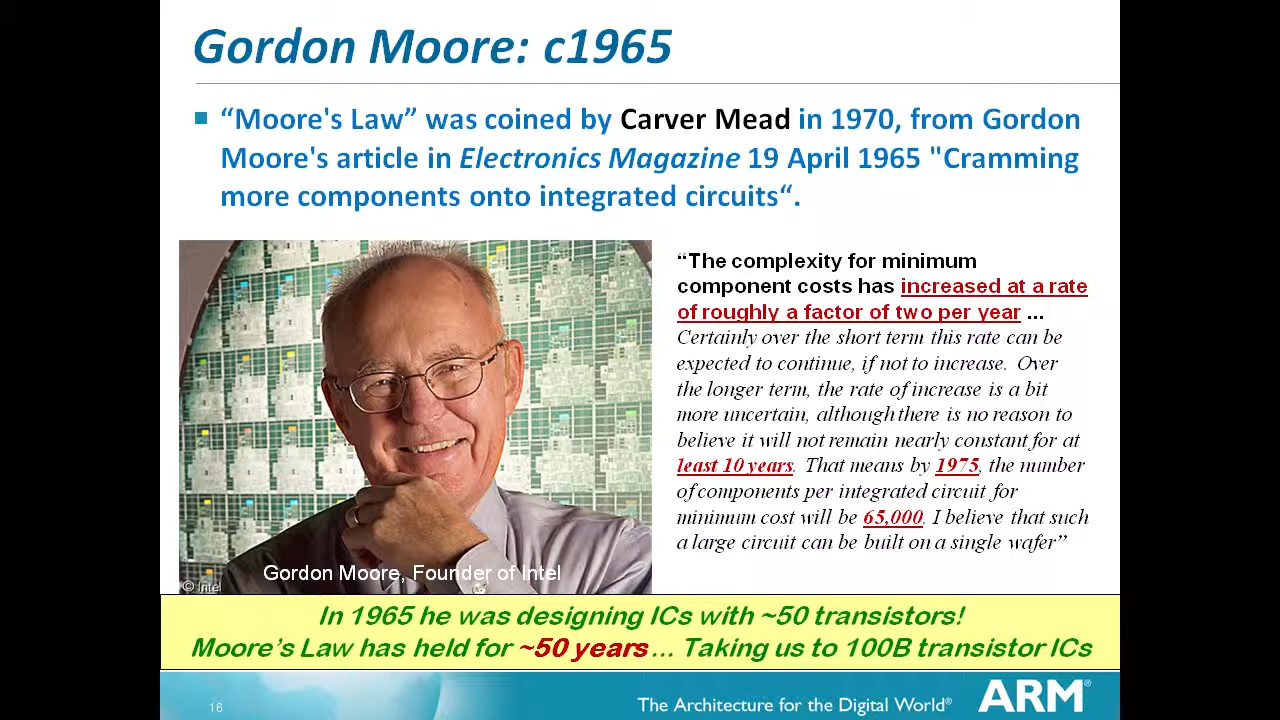 Gordon Moore: c1965
“Moore's Law” was coined by Carver Mead in 1970, from Gordon
Moore's article in Electronics Magazine 19 April 1965 "Cramming
more components onto integrated circuits“.
“The complexity for minimum
component costs has increased at a rate
of roughly a factor of two per year ...
Certainly over the short term this rate can be
expected to continue, if not to increase. Over
the longer term, the rate of increase is a bit
more uncertain, although there is no reason to
believe it will not remain nearly constant for at
least 10 years. That means by 1975, the number
of components per integrated circuit for
minimum cost will be 65,000. I believe that such
a large circuit can be built on a single wafer”
Gordon Moore, Founder of Intel
© Intel
In 1965 he was designing ICs with ~50 transistors!
Moore’s Law has held for ~50 years... Taking us to 100B transistor ICs
16
The Architecture for the Digital World®
ARM®